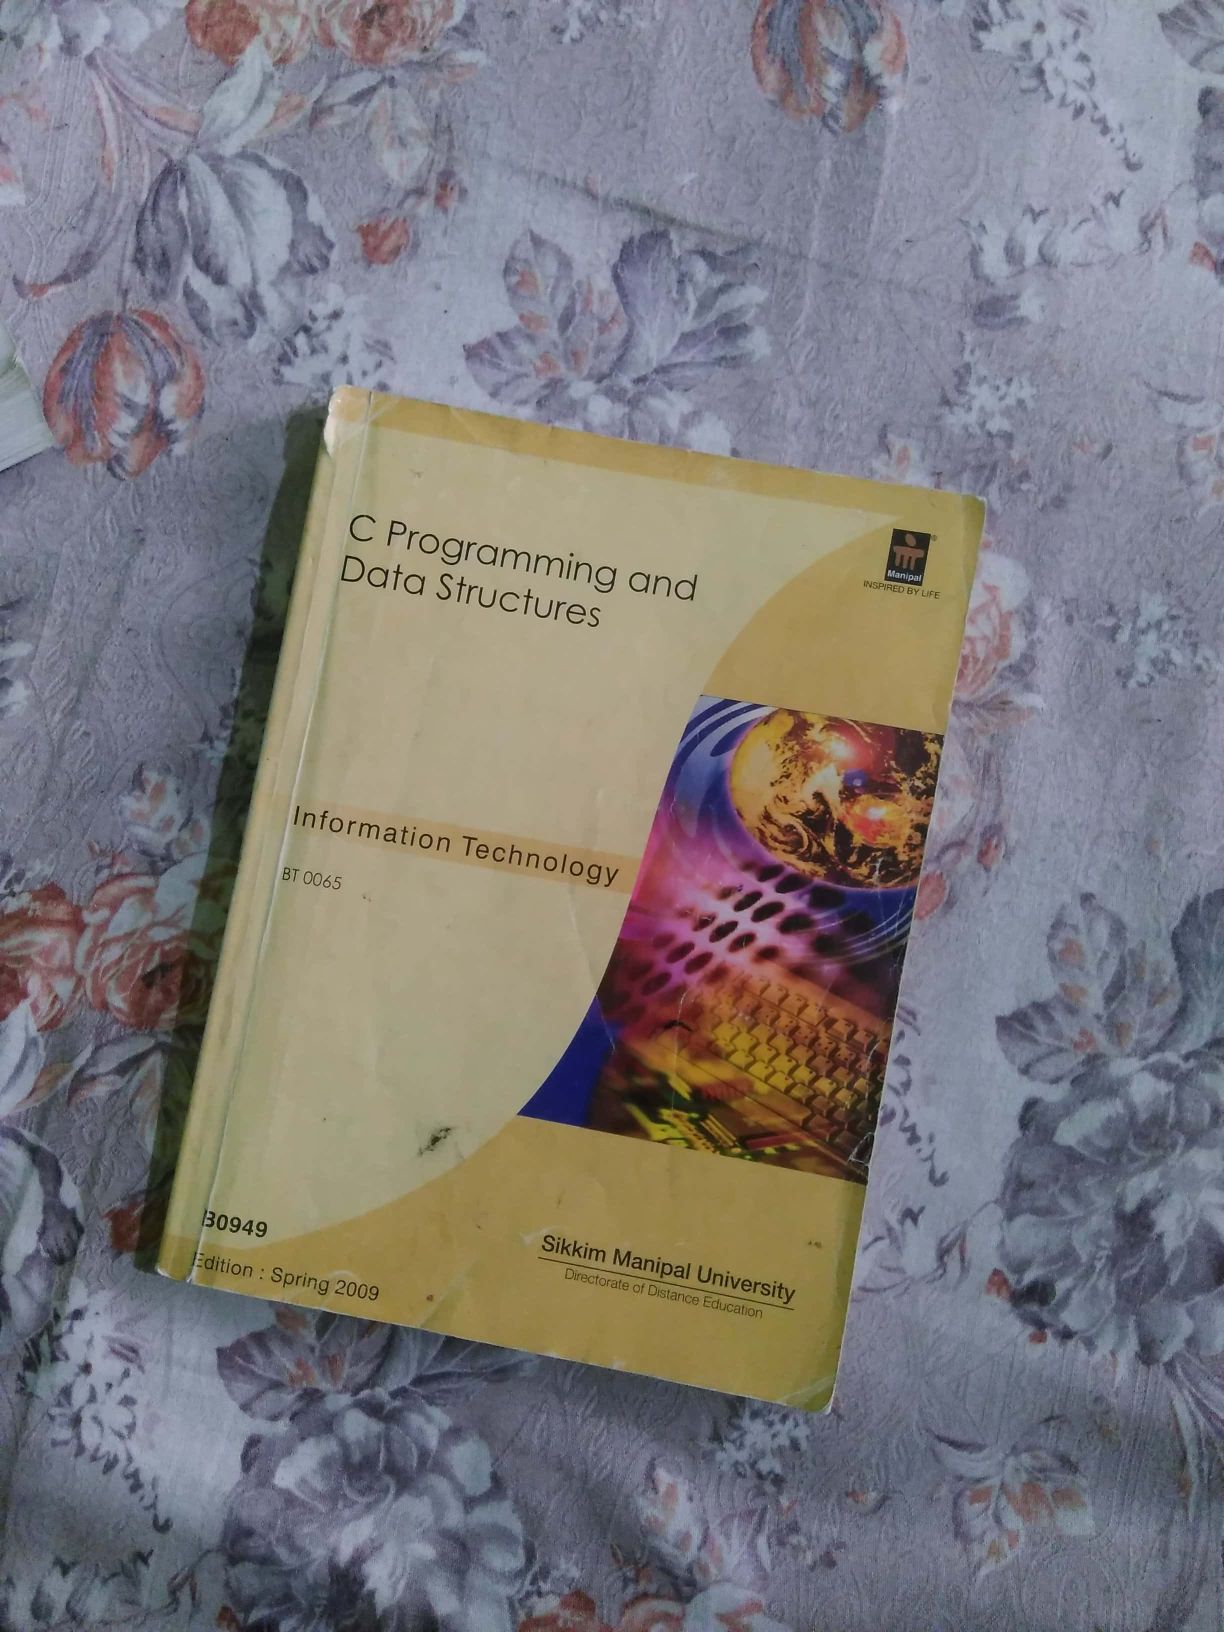 C Programming and
Data Structures
Manipal
INSPIRED BY LIFE
Information Technology
BT 0065
B0949
Edition : Spring 2009
Sikkim Manipal University
Directorate of Distance Education